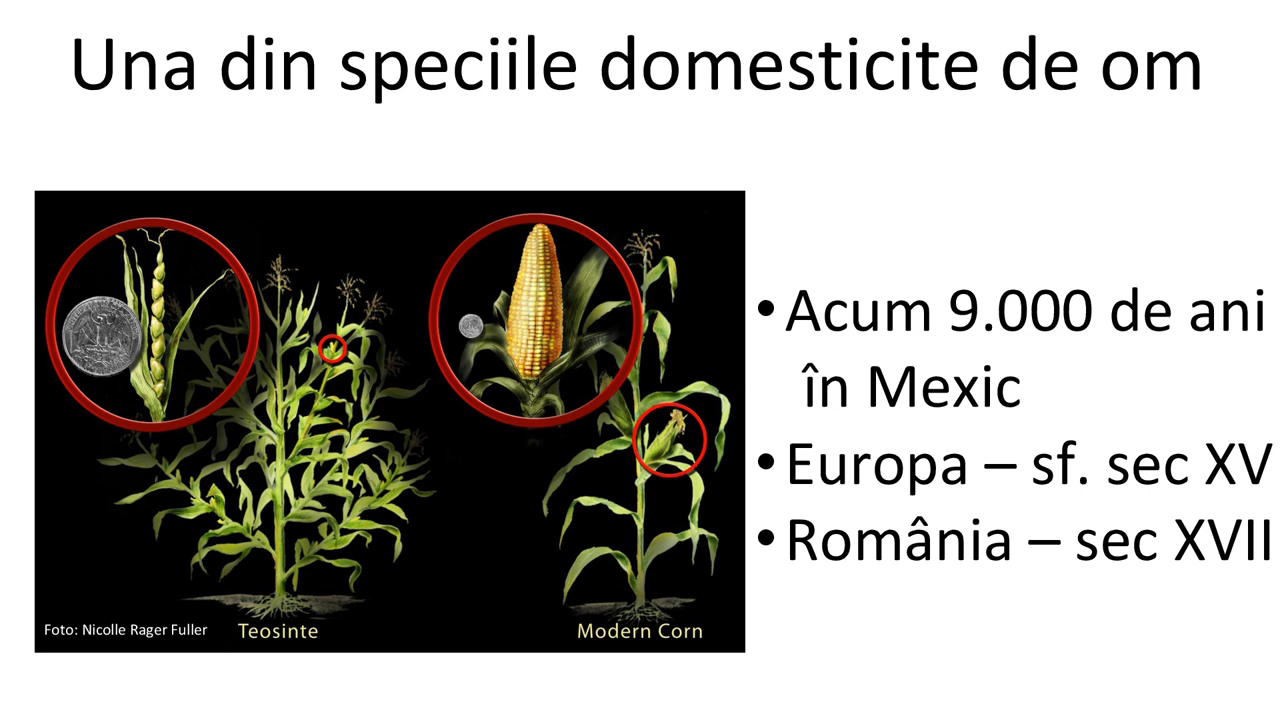 Una din speciile domesticite de om
• Acum 9.000 de ani
în Mexic
• Europa – sf. sec XV
• România – sec XVII
Foto: Nicolle Rager Fuller
Teosinte
Modern Corn